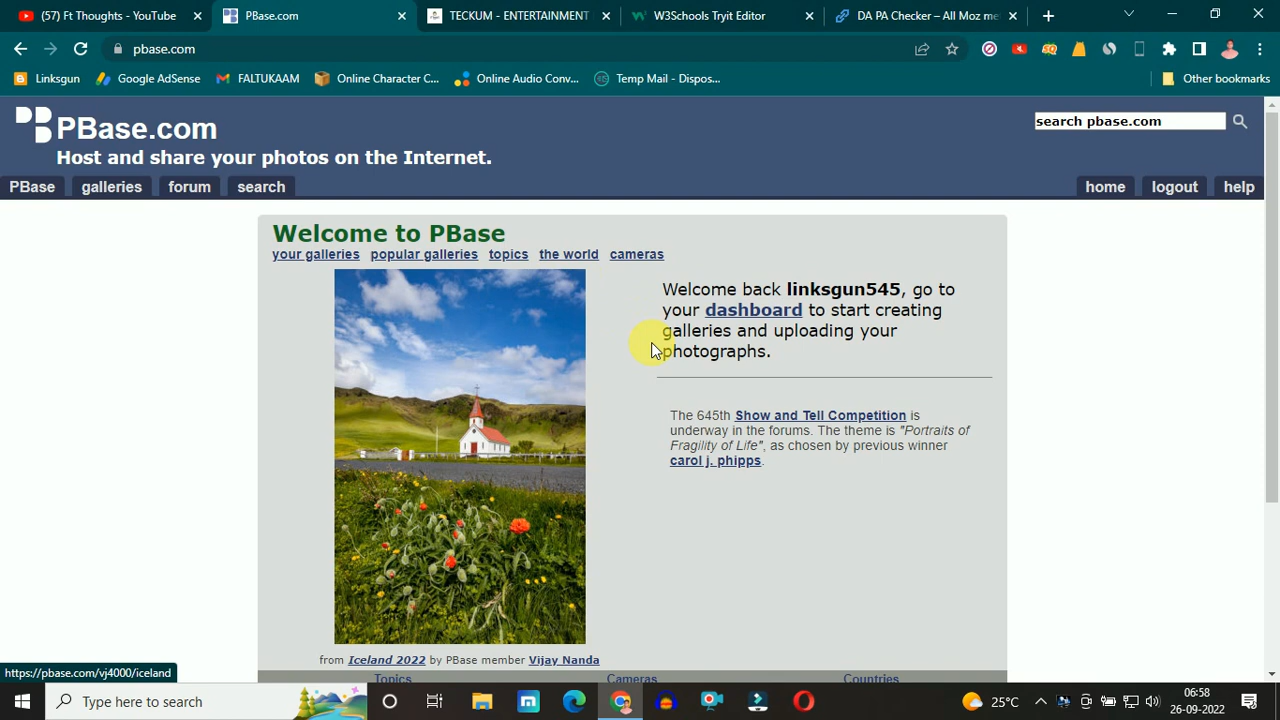 (57) Ft Thoughts - YouTube
PBase.com
TECKUM - ENTERTAINMENT
W3Schools Tryit Editor
DA PA Checker – All Moz me
pbase.com
Linksgun
Google AdSense
FALTUKAAM
Online Character C...
Online Audio Conv...
Temp Mail - Dispos...
Other bookmarks
PBase.com
search pbase.com
Host and share your photos on the Internet.
PBase galleries forum search home logout help
Welcome to PBase
your galleries popular galleries topics the world cameras
Welcome back linksgun545, go to
your dashboard to start creating
galleries and uploading your
photographs.
The 645th Show and Tell Competition is
underway in the forums. The theme is "Portraits of
Fragility of Life", as chosen by previous winner
carol j. phipps.
from Iceland 2022 by PBase member Vijay Nanda
https://pbase.com/vj4000/iceland
Topics Cameras Countries
Type here to search
25°C
06:58
26-09-2022